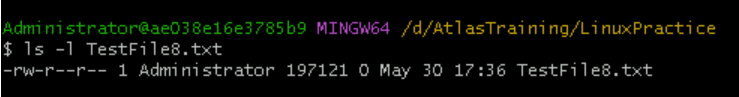 Administrator@ae038e16e3785b9 MINGW64 /d/AtlasTraining/LinuxPractice
$ ls -l TestFile8.txt
-rw-r--r-- 1 Administrator 197121 0 May 30 17:36 TestFile8.txt